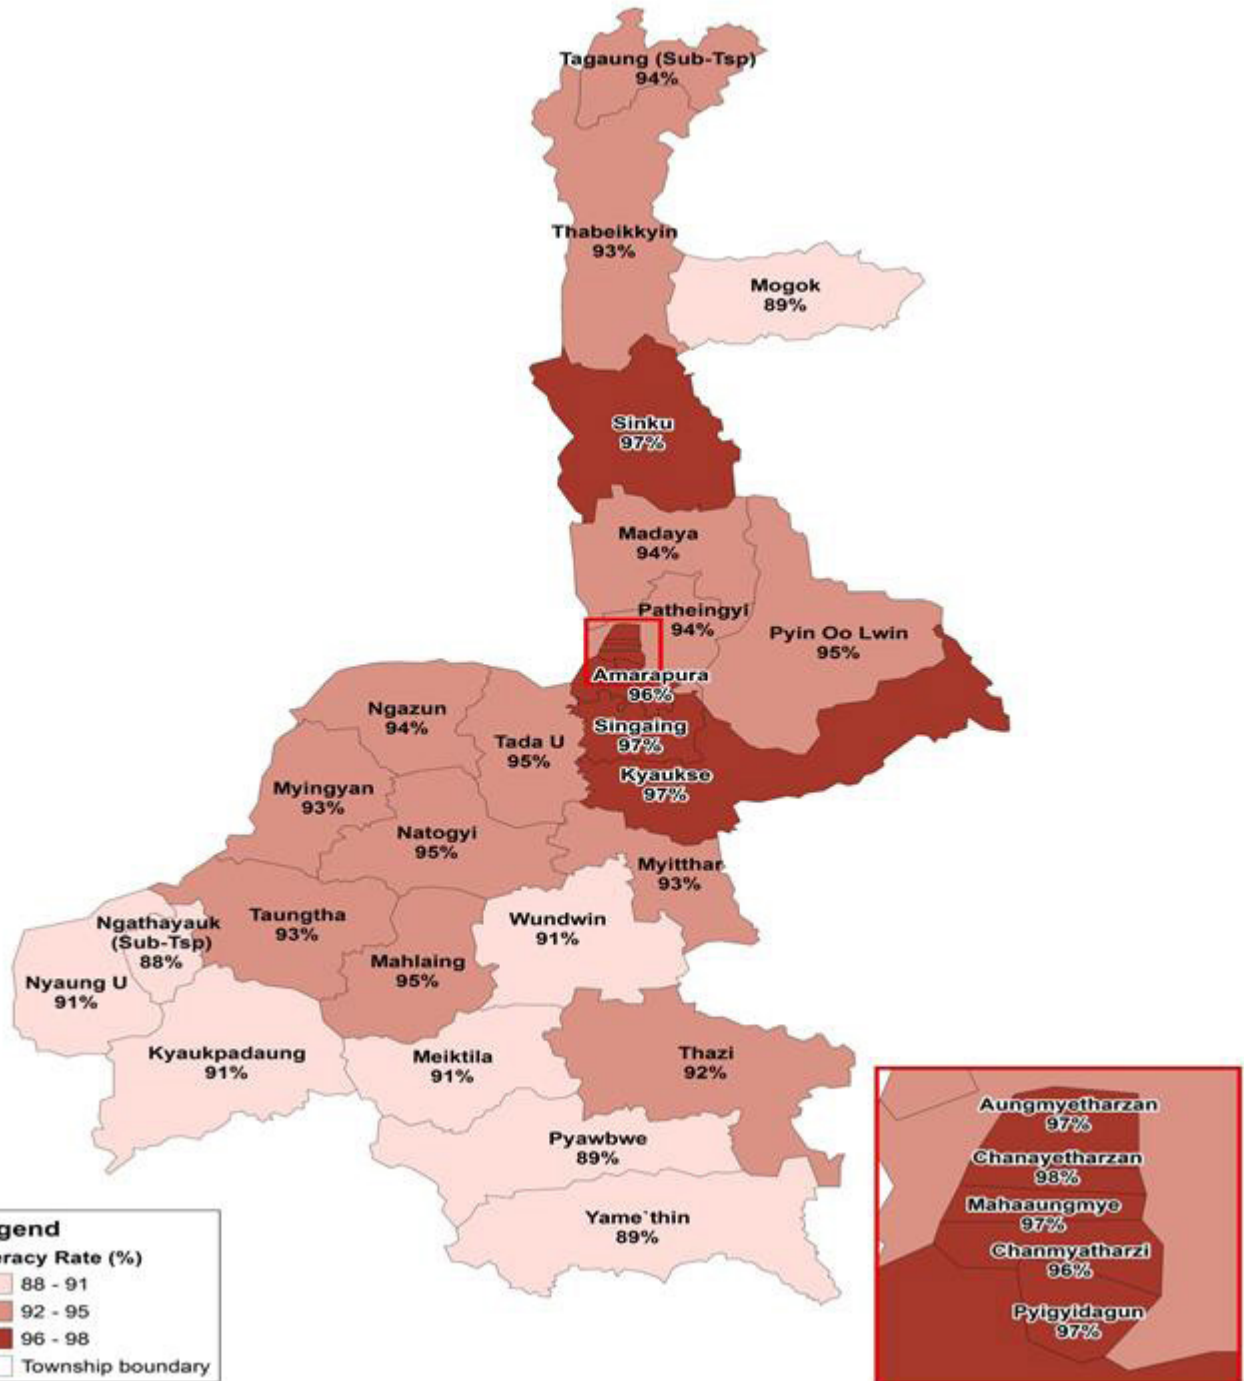 Tagaung (Sub-Tsp)
94%
Thabeikkyin
93%
Mogok
89%
Sinku
97%
Madaya
94%
Patheingyi
94%
Pyin Oo Lwin
95%
Amarapura
96%
Ngazun
94%
Singaing
97%
Tada U
95%
Kyaukse
97%
Myingyan
93%
Natogyi
95%
Myitthar
93%
Taungtha
93%
Ngathayauk
(Sub-Tsp)
88%
Wundwin
91%
Mahlaing
95%
Nyaung U
91%
Kyaukpadaung
91%
Meiktila
91%
Thazi
92%
Pyawbwe
89%
Yame`thin
89%
Aungmyetharzan
97%
Chanayetharzan
98%
Mahaaungmye
97%
Chanmyatharzi
96%
Pyigyidagun
97%
gend
eracy Rate (%)
88 - 91
92 - 95
96 - 98
Township boundary